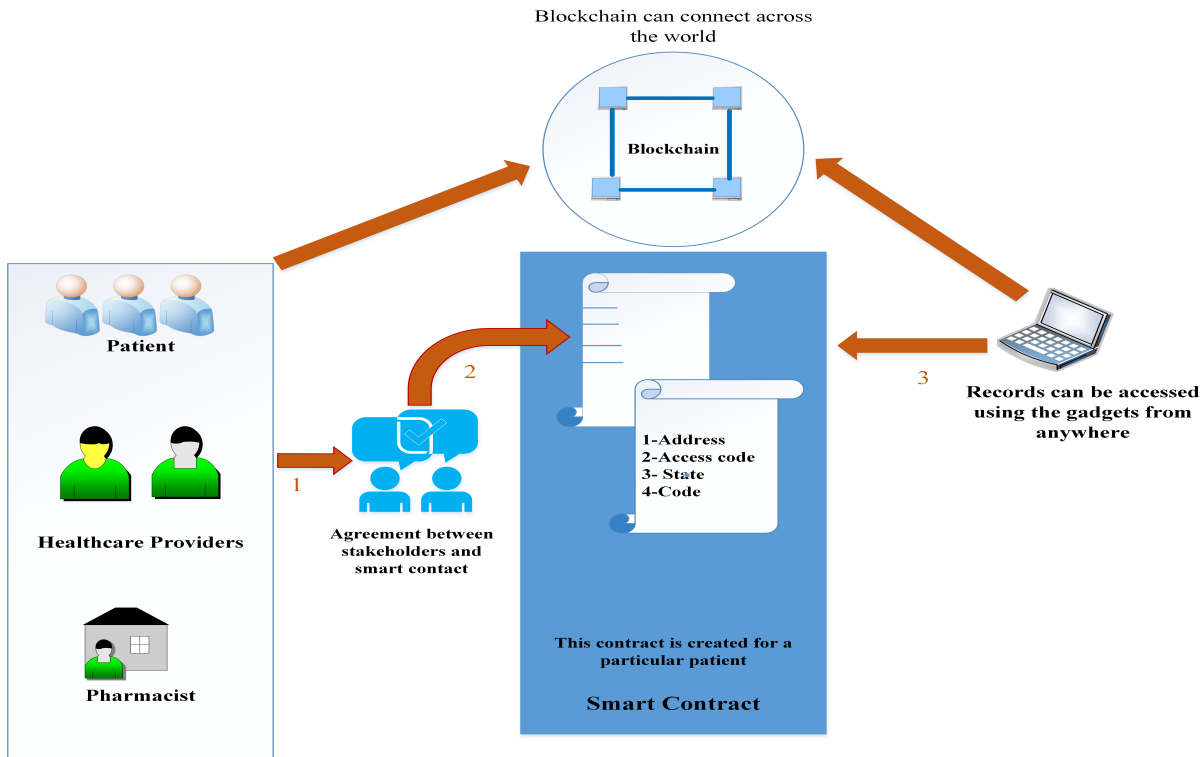 Blockchain can connect across
the world
Blockchain
Patient
Healthcare Providers
Pharmacist
1
Agreement between
stakeholders and
smart contact
2
1-Address
2-Access code
3- State
4-Code
This contract is created for a
particular patient
Smart Contract
3
Records can be accessed
using the gadgets from
anywhere